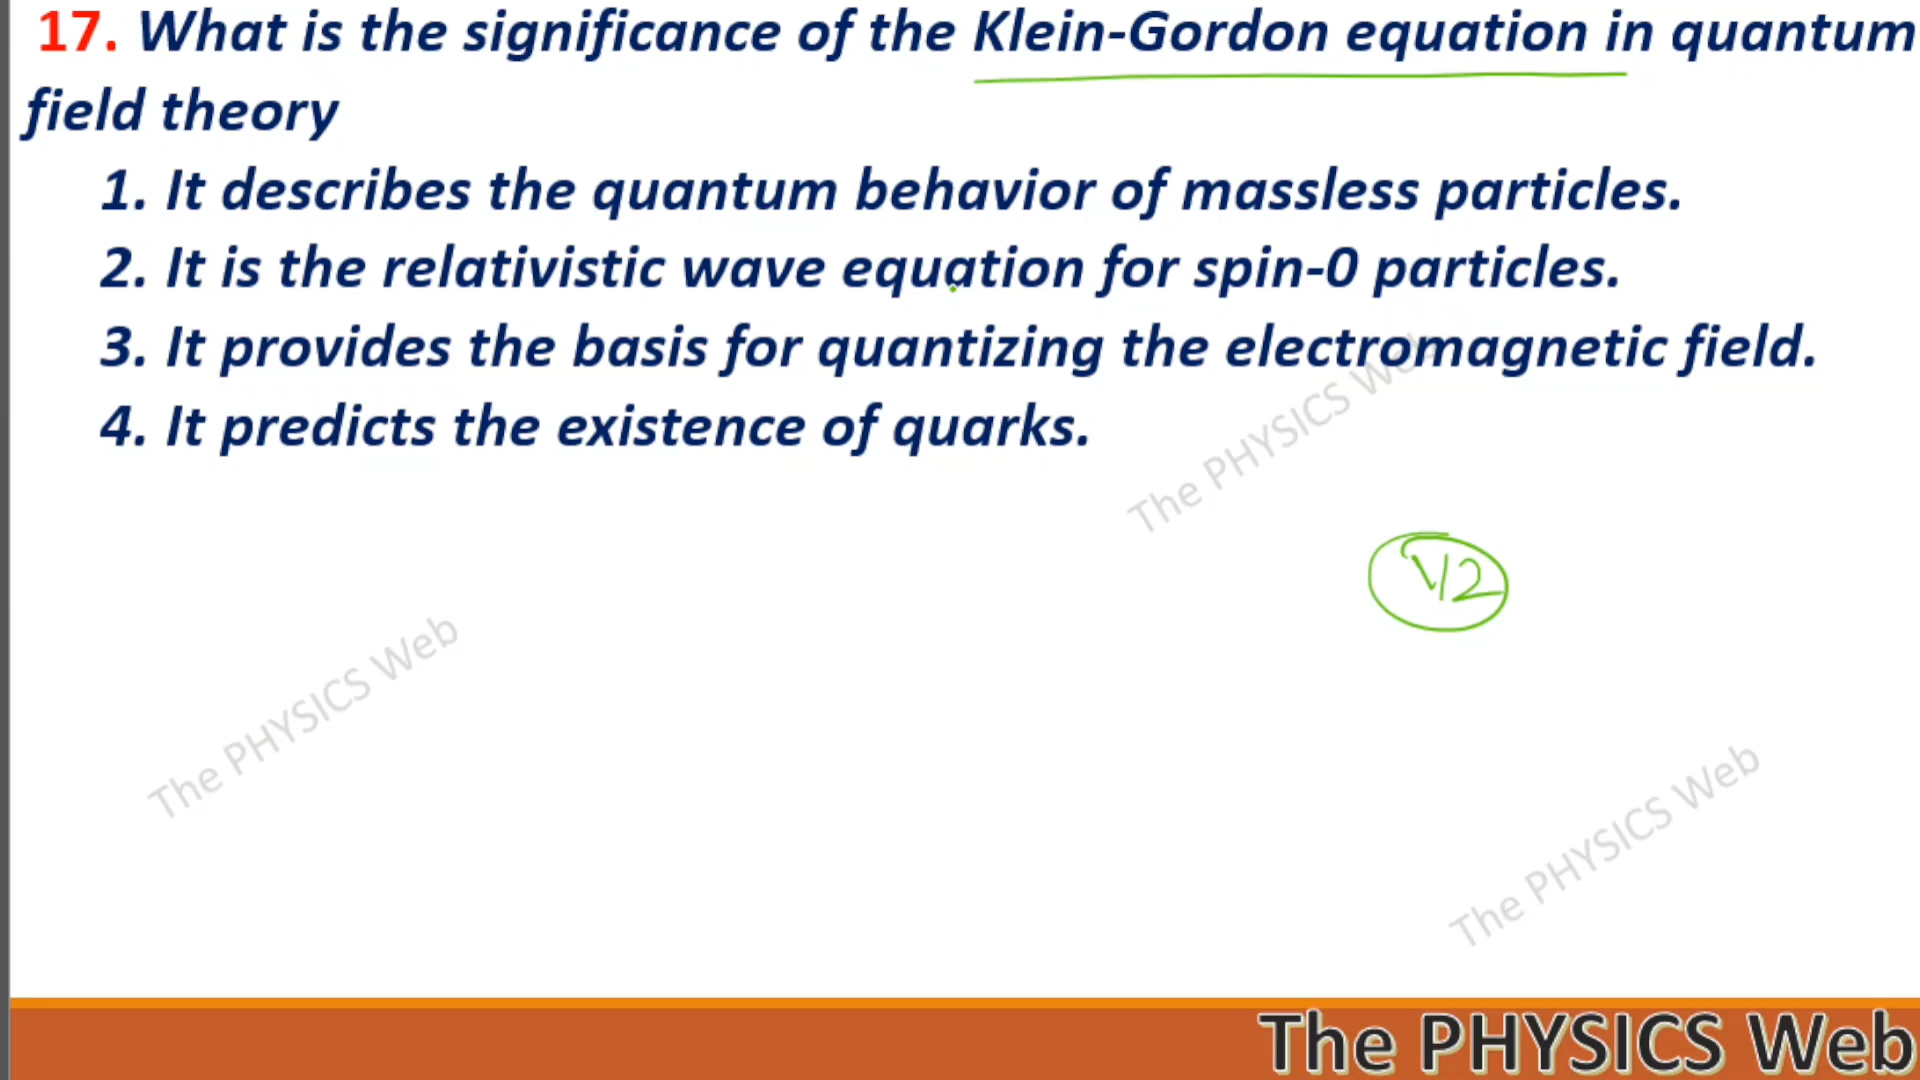 17. What is the significance of the Klein-Gordon equation in quantum
field theory
1. It describes the quantum behavior of massless particles.
2. It is the relativistic wave equation for spin-0 particles.
3. It provides the basis for quantizing the electromagnetic field.
4. It predicts the existence of quarks.
The PHYSICS Web
1/2
The PHYSICS Web
The PHYSICS Web
The PHYSICS Web